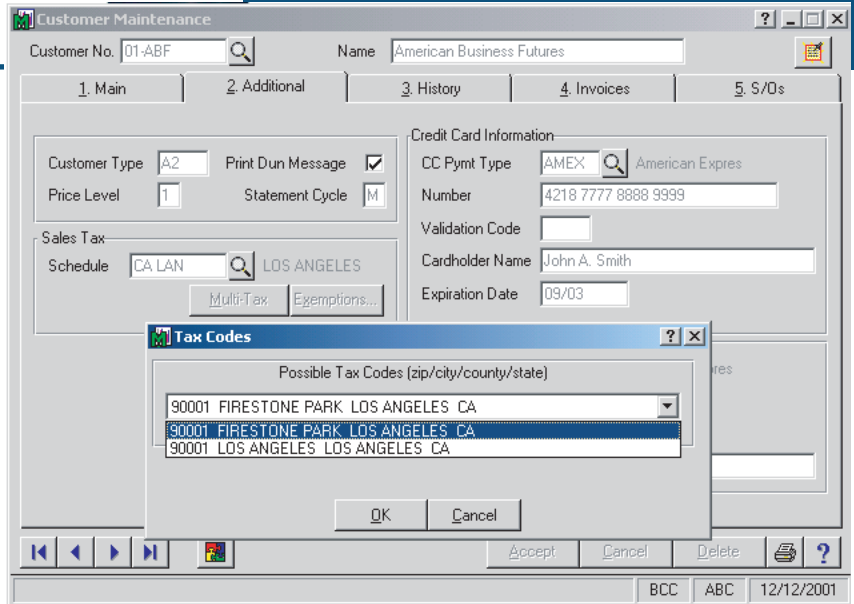 Customer Maintenance
Customer No. 01-ABF Name American Business Futures
1. Main 2. Additional 3. History 4. Invoices 5. S/Os
Credit Card Information
Customer Type A2 Print Dun Message CC Pymt Type AMEX American Expres
Price Level 1 Statement Cycle M Number 4218 7777 8888 9999
Validation Code
Sales Tax
Schedule CA LAN LOS ANGELES Cardholder Name John A. Smith
Multi-Tax Exemptions... Expiration Date 09/03
Tax Codes
Possible Tax Codes (zip/city/county/state)
res
90001 FIRESTONE PARK LOS ANGELES CA
90001 FIRESTONE PARK LOS ANGELES CA
90001 LOS ANGELES LOS ANGELES CA
OK Cancel
Accept Cancel Delete
BCC ABC 12/12/2001